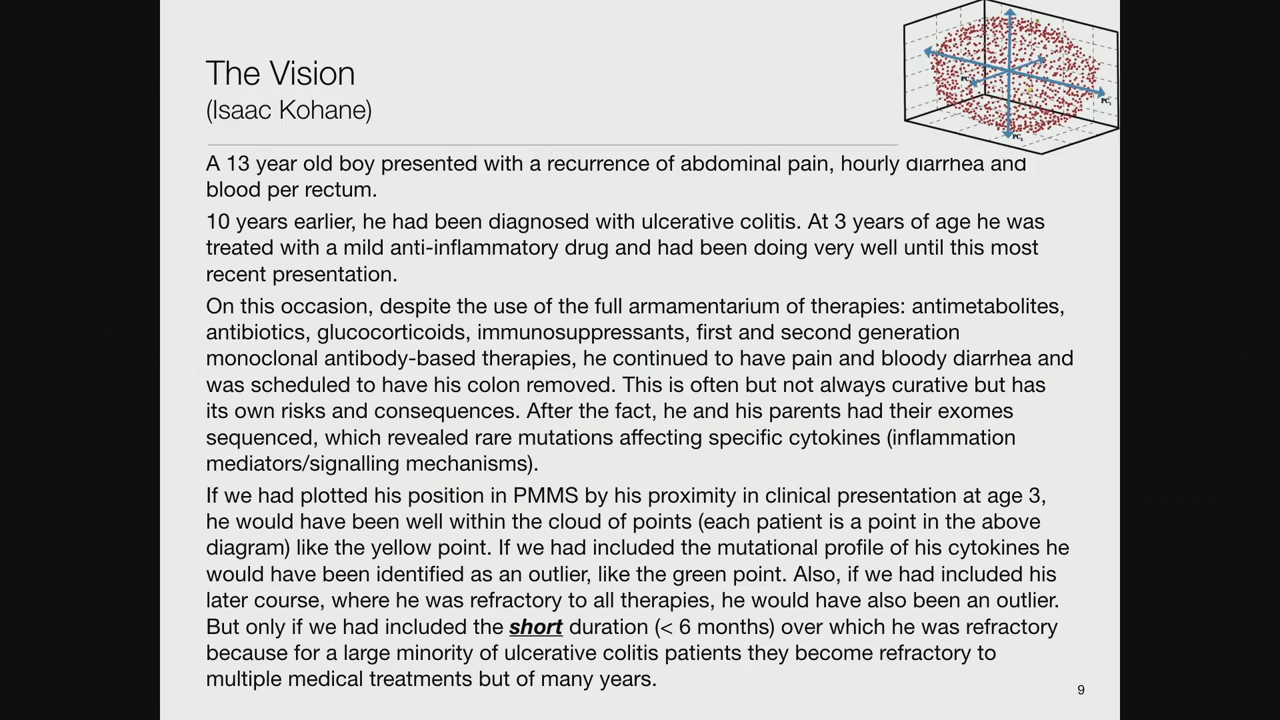 The Vision
(Isaac Kohane)
A 13 year old boy presented with a recurrence of abdominal pain, hourly diarrhea and
blood per rectum.
10 years earlier, he had been diagnosed with ulcerative colitis. At 3 years of age he was
treated with a mild anti-inflammatory drug and had been doing very well until this most
recent presentation.
On this occasion, despite the use of the full armamentarium of therapies: antimetabolites,
antibiotics, glucocorticoids, immunosuppressants, first and second generation
monoclonal antibody-based therapies, he continued to have pain and bloody diarrhea and
was scheduled to have his colon removed. This is often but not always curative but has
its own risks and consequences. After the fact, he and his parents had their exomes
sequenced, which revealed rare mutations affecting specific cytokines (inflammation
mediators/signalling mechanisms).
If we had plotted his position in PMMS by his proximity in clinical presentation at age 3,
he would have been well within the cloud of points (each patient is a point in the above
diagram) like the yellow point. If we had included the mutational profile of his cytokines he
would have been identified as an outlier, like the green point. Also, if we had included his
later course, where he was refractory to all therapies, he would have also been an outlier.
But only if we had included the short duration (< 6 months) over which he was refractory
because for a large minority of ulcerative colitis patients they become refractory to
multiple medical treatments but of many years.
9